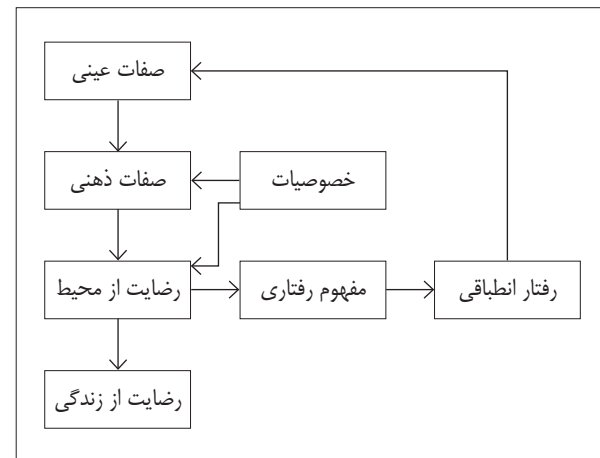 صفات عینی
صفات ذهنی
خصوصیات
رضایت از محیط
مفهوم رفتاری
رفتار انطباقی
رضایت از زندگی